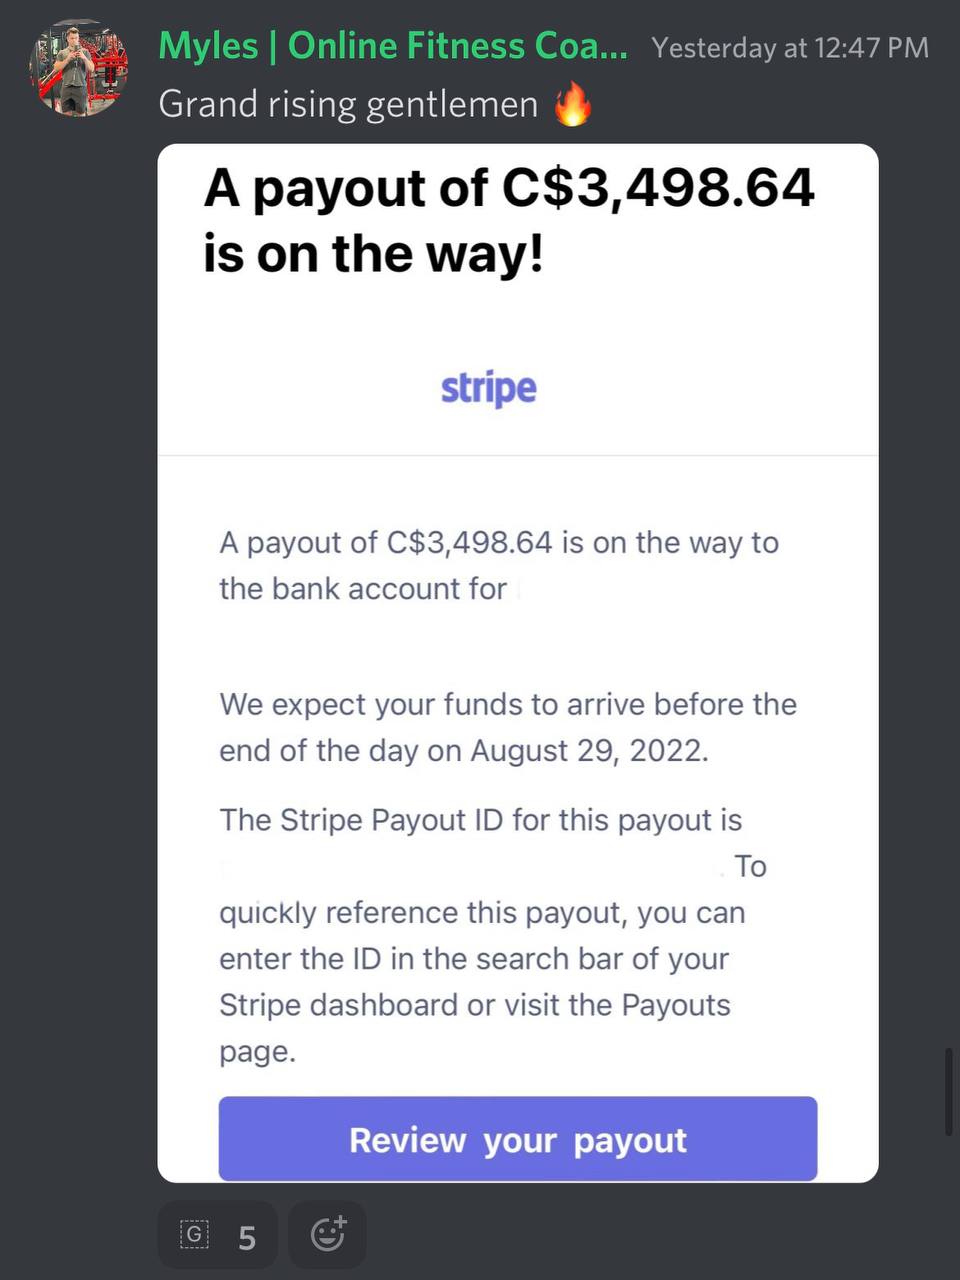 Myles | Online Fitness Coa... Yesterday at 12:47 PM
Grand rising gentlemen 🔥
A payout of C$3,498.64
is on the way!
stripe
A payout of C$3,498.64 is on the way to
the bank account for
We expect your funds to arrive before the
end of the day on August 29, 2022.
The Stripe Payout ID for this payout is
. To
quickly reference this payout, you can
enter the ID in the search bar of your
Stripe dashboard or visit the Payouts
page.
Review your payout
G 5